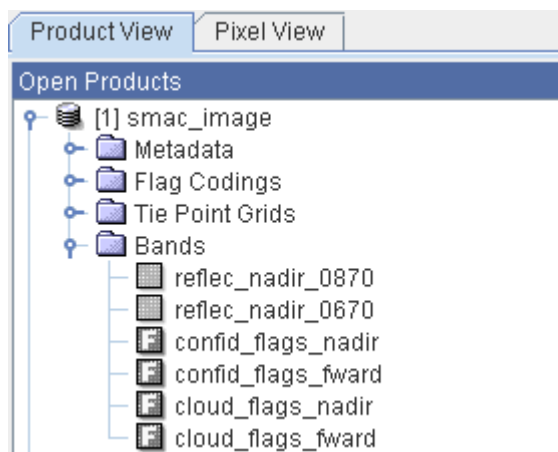 Product View Pixel View
Open Products
[1] smac_image
Metadata
Flag Codings
Tie Point Grids
Bands
reflec_nadir_0870
reflec_nadir_0670
F confid_flags_nadir
F confid_flags_fward
F cloud_flags_nadir
F cloud_flags_fward